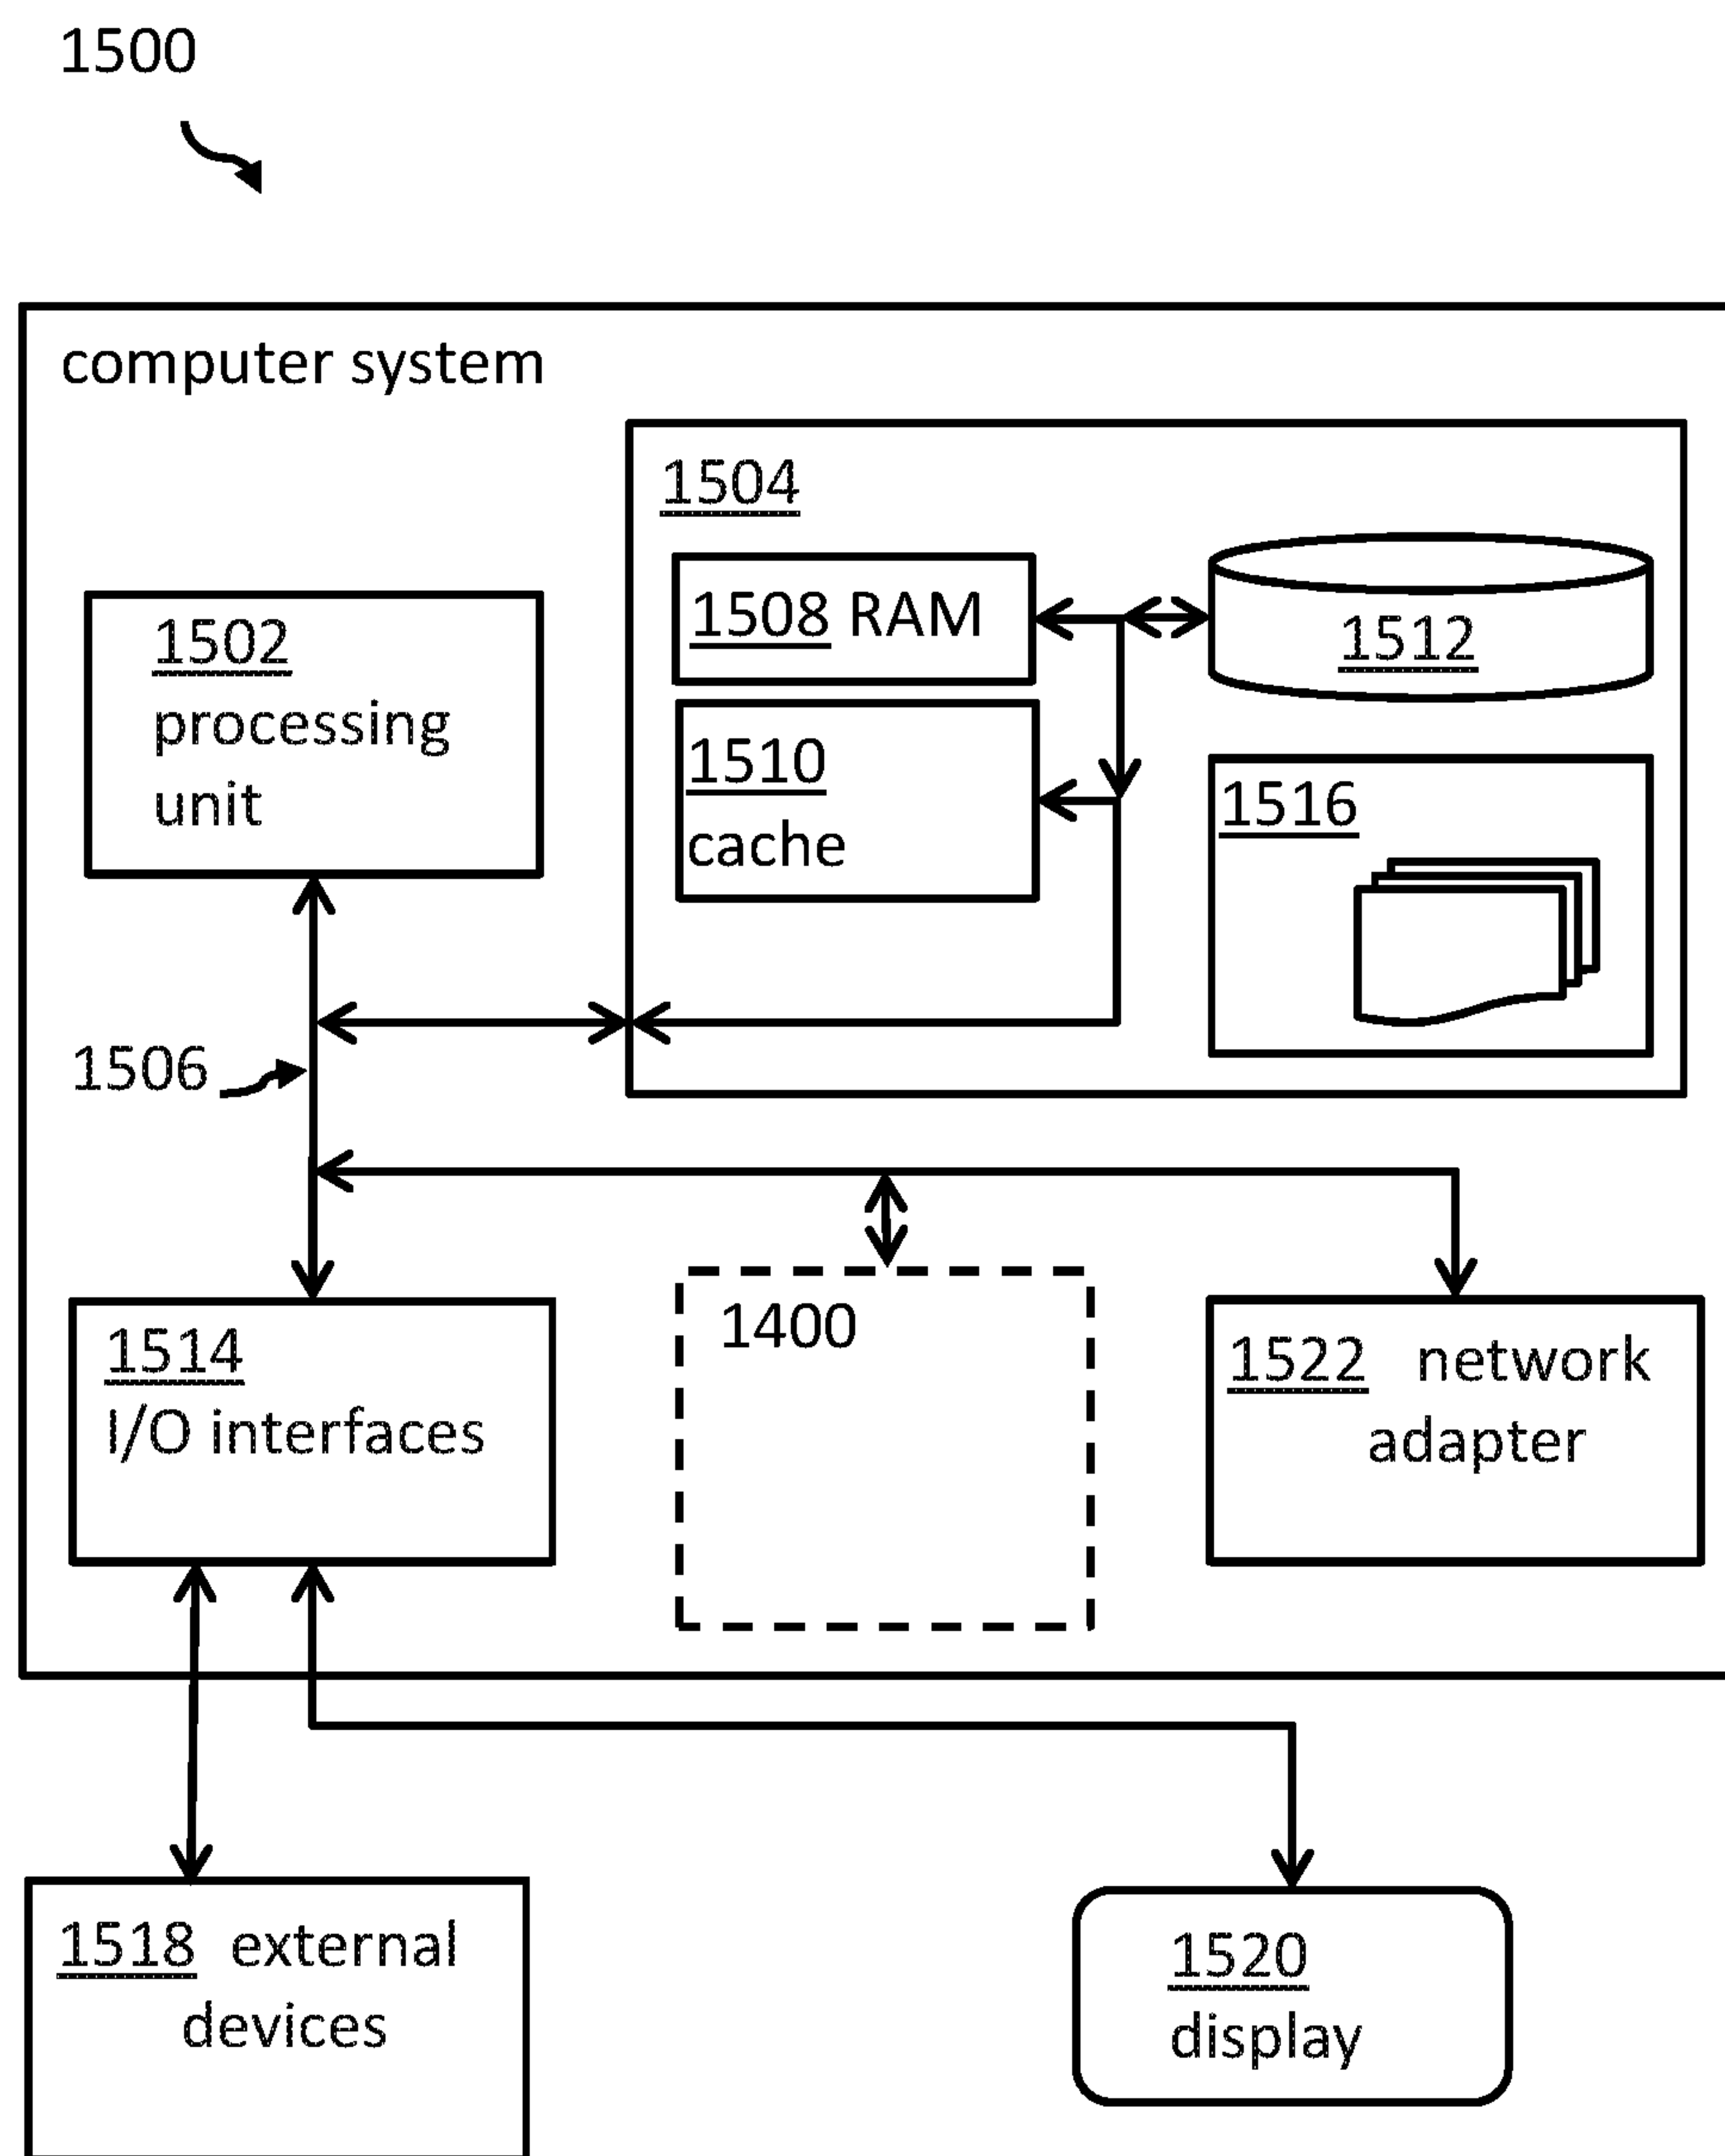 1500
computer system
1504
1508 RAM
1512
1502
processing
unit
1510
cache
1516
1506
1400
1514
I/O interfaces
1522 network
adapter
1518 external
devices
1520
display